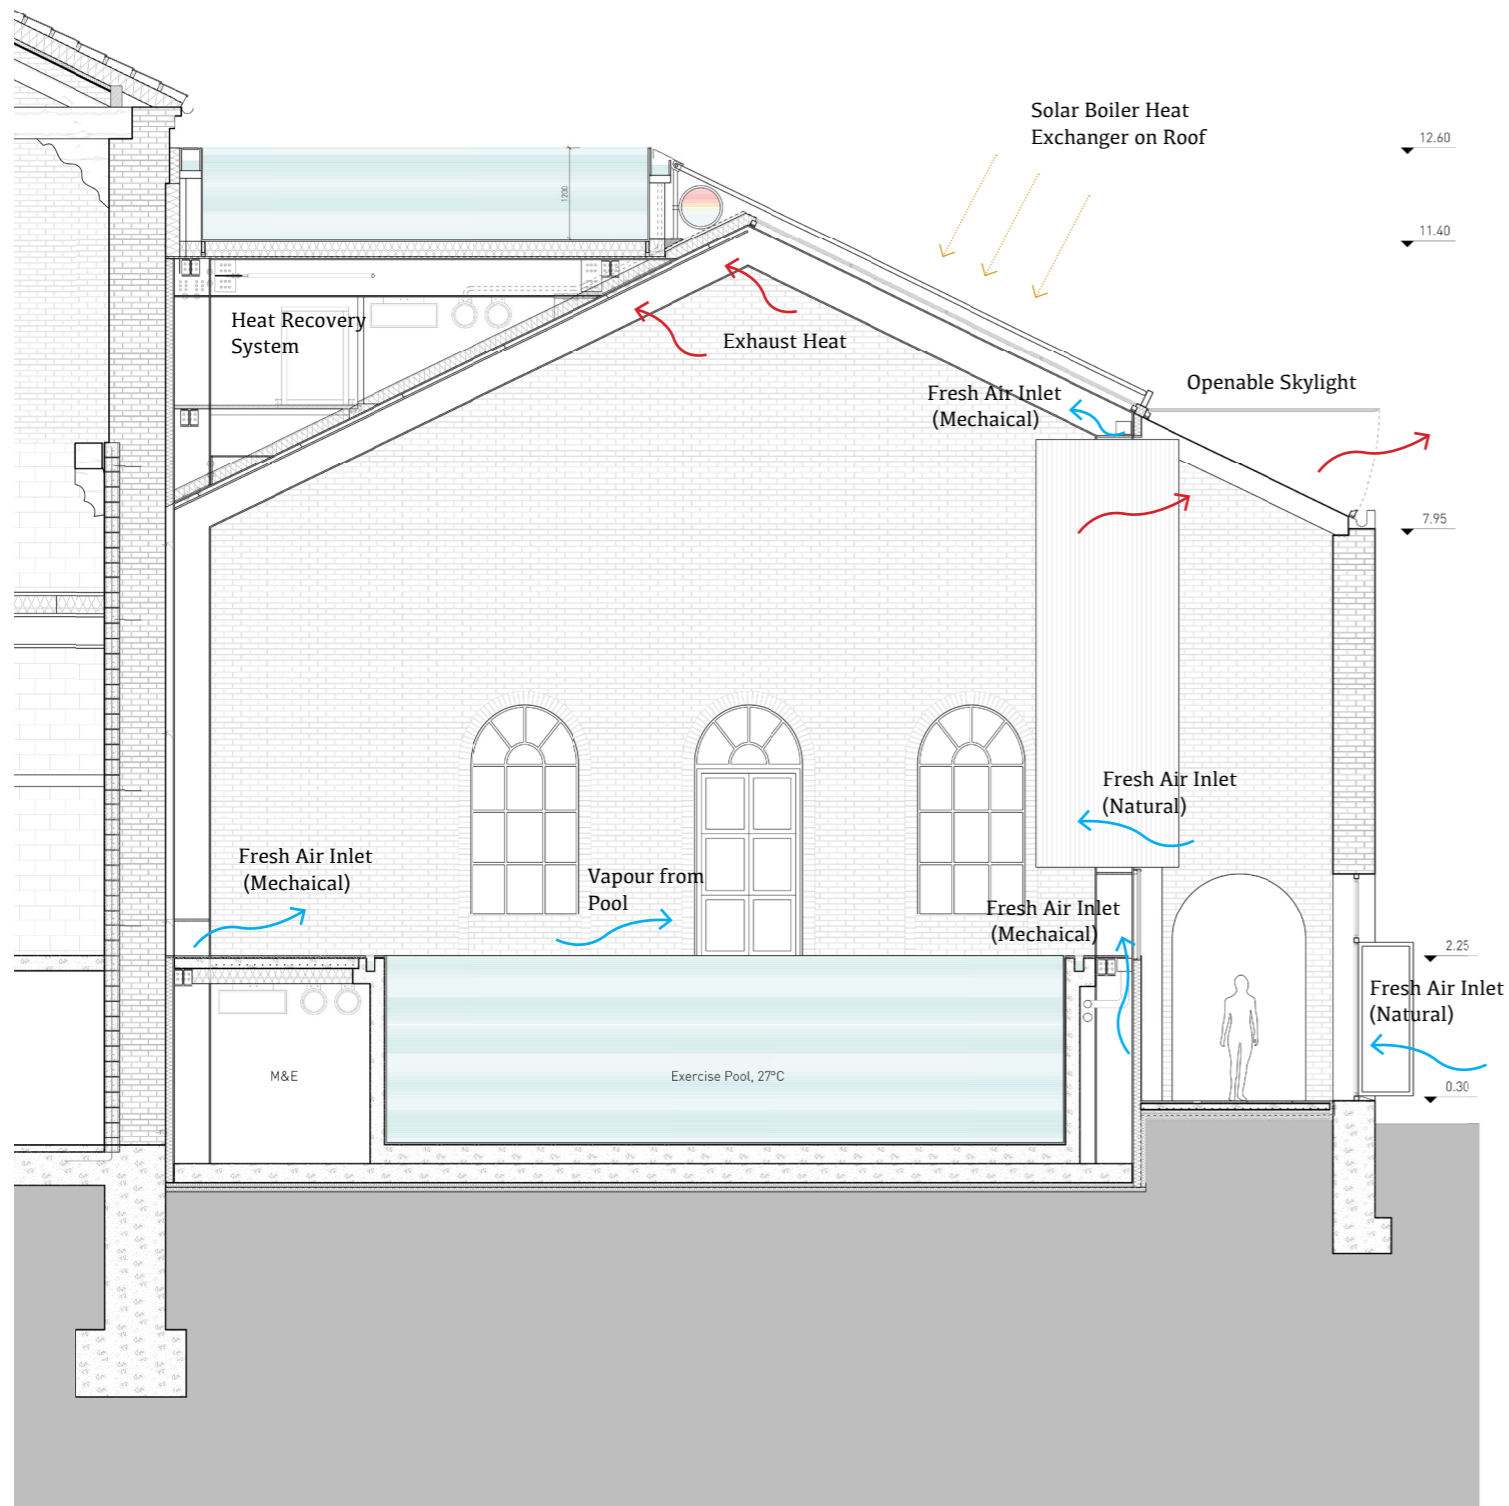 Solar Boiler Heat
Exchanger on Roof
12.60
1200
11.40
Heat Recovery
System
Exhaust Heat
Openable Skylight
Fresh Air Inlet
(Mechaical)
7.95
Fresh Air Inlet
(Natural)
Fresh Air Inlet
(Mechaical)
Vapour from
Pool
Fresh Air Inlet
(Mechaical)
2.25
Fresh Air Inlet
(Natural)
M&E
Exercise Pool, 27°C
0.30